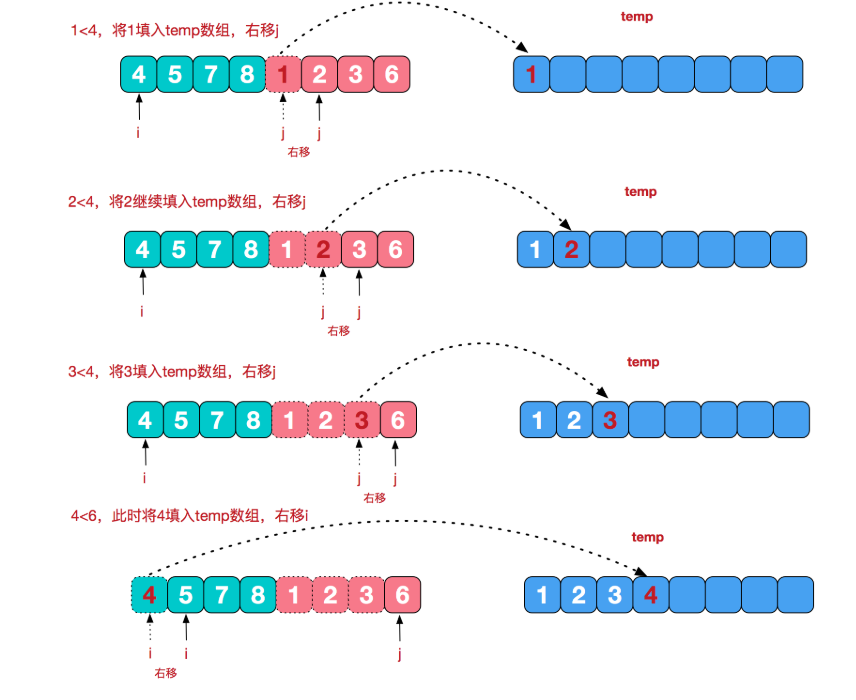 1<4，将1填入temp数组，右移j
temp
4 5 7 8 1 2 3 6
1
i j j
右移
2<4，将2继续填入temp数组，右移j
temp
4 5 7 8 1 2 3 6
1 2
i j j
右移
3<4，将3填入temp数组，右移j
temp
4 5 7 8 1 2 3 6
1 2 3
i j j
右移
4<6，此时将4填入temp数组，右移i
temp
4 5 7 8 1 2 3 6
1 2 3 4
i i j
右移